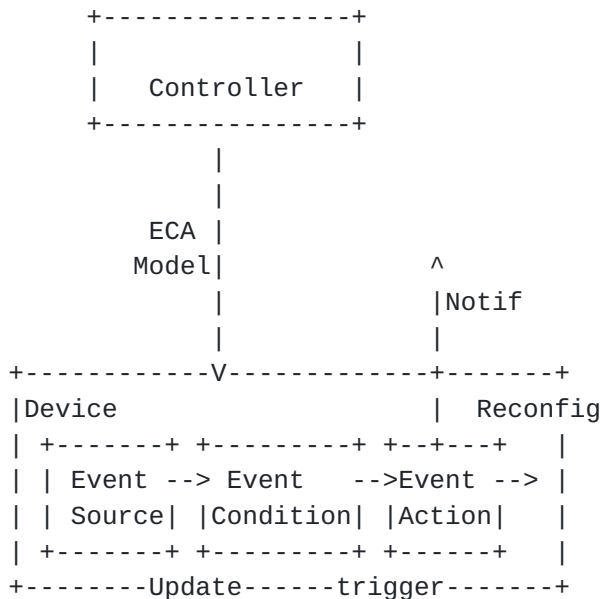 Controller
ECA
Model
Notif
Device Reconfig
Event --> Event -->Event -->
Source Condition Action
Update trigger